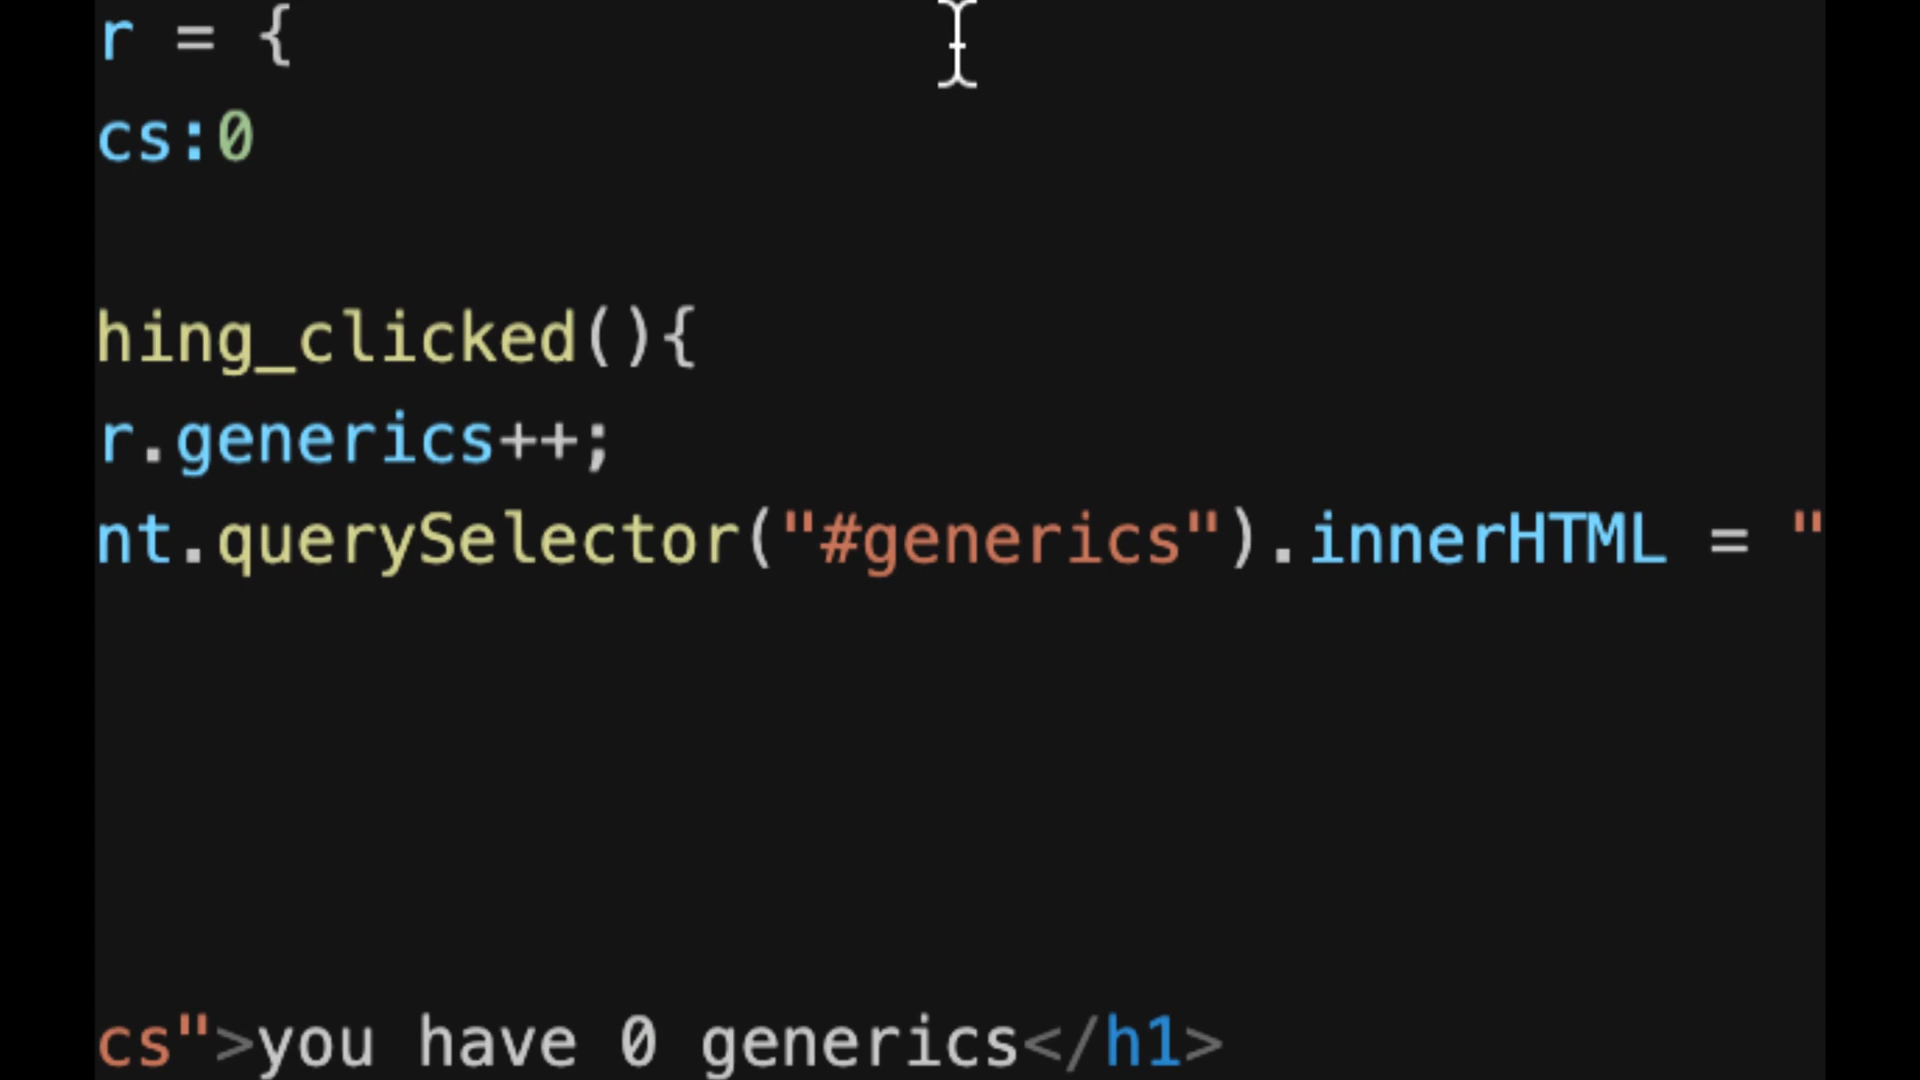 r = {
cs:0
hing_clicked(){
r.generics++;
nt.querySelector("#generics").innerHTML = "
cs">you have 0 generics</h1>